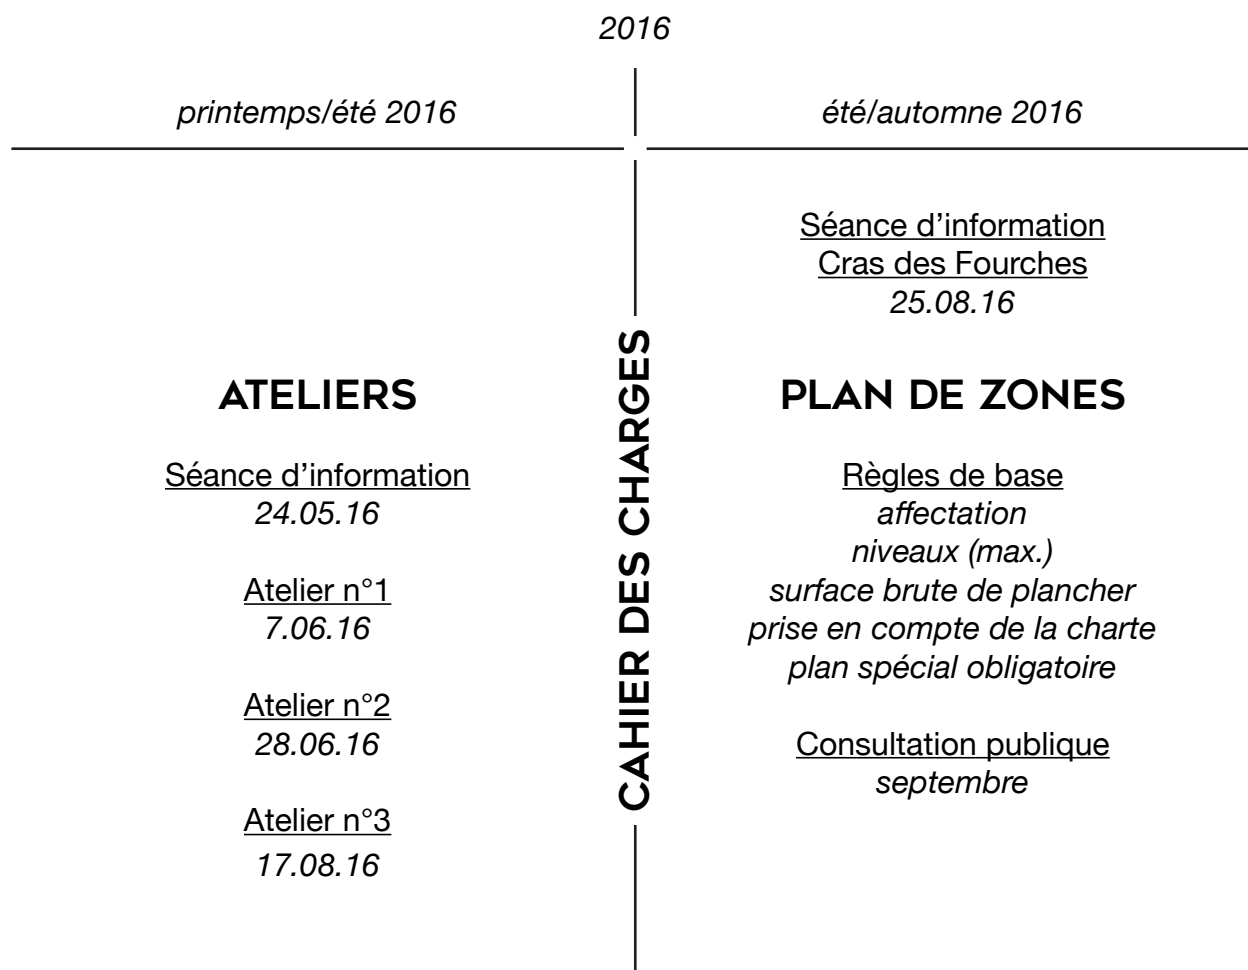 2016
printemps/été 2016
été/automne 2016
ATELIERS
Séance d’information
24.05.16
Atelier n°1
7.06.16
Atelier n°2
28.06.16
Atelier n°3
17.08.16
CAHIER DES CHARGES
Séance d’information
Cras des Fourches
25.08.16
PLAN DE ZONES
Règles de base
affectation
niveaux (max.)
surface brute de plancher
prise en compte de la charte
plan spécial obligatoire
Consultation publique
septembre